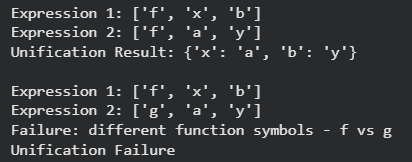 Expression 1: ['f', 'x', 'b']
Expression 2: ['f', 'a', 'y']
Unification Result: {'x': 'a', 'b': 'y'}
Expression 1: ['f', 'x', 'b']
Expression 2: ['g', 'a', 'y']
Failure: different function symbols - f vs g
Unification Failure